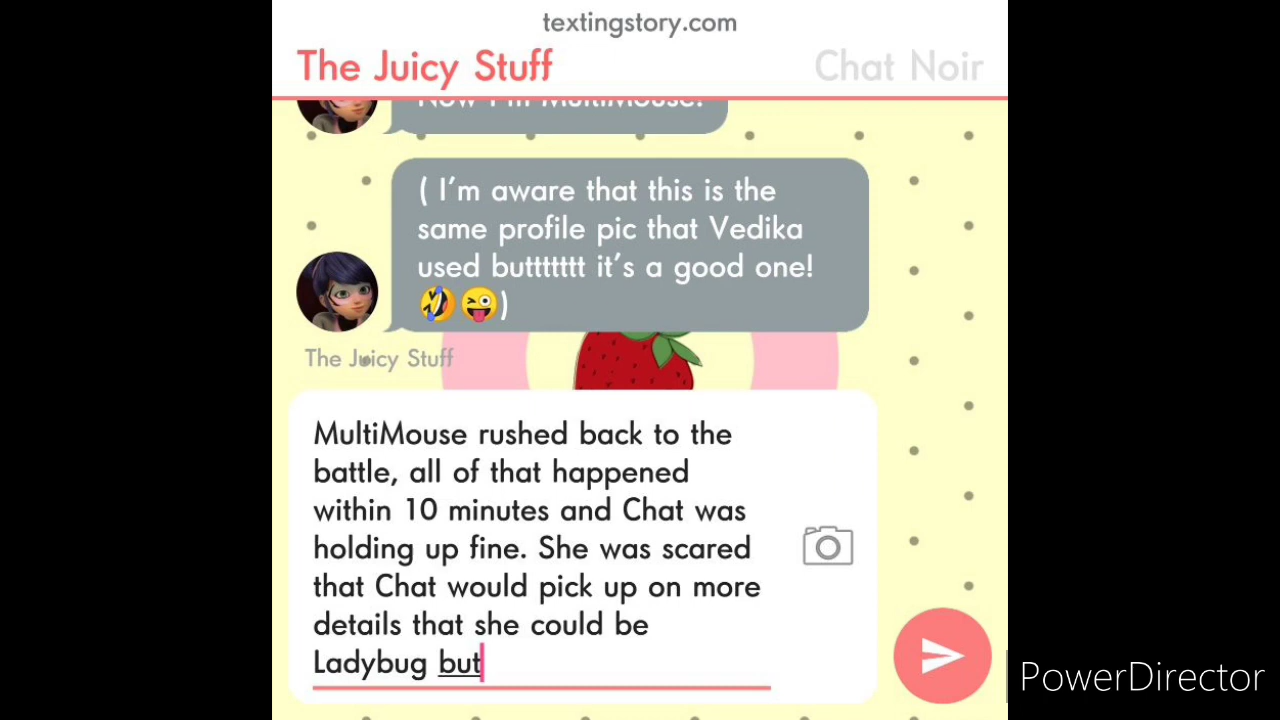 textingstory.com
The Juicy Stuff
Chat Noir
Now I'm MultiMouse!
( I'm aware that this is the
same profile pic that Vedika
used buttttttt it's a good one!
🤣😜)
The Juicy Stuff
MultiMouse rushed back to the
battle, all of that happened
within 10 minutes and Chat was
holding up fine. She was scared
that Chat would pick up on more
details that she could be
Ladybug but
PowerDirector